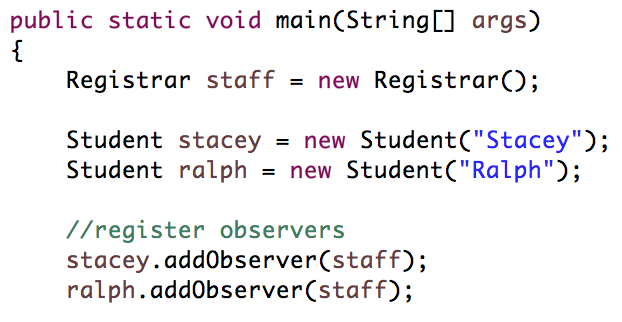 public static void main(String[] args)
{
Registrar staff = new Registrar();
Student stacey = new Student("Stacey");
Student ralph = new Student("Ralph");
//register observers
stacey.addObserver(staff);
ralph.addObserver(staff);